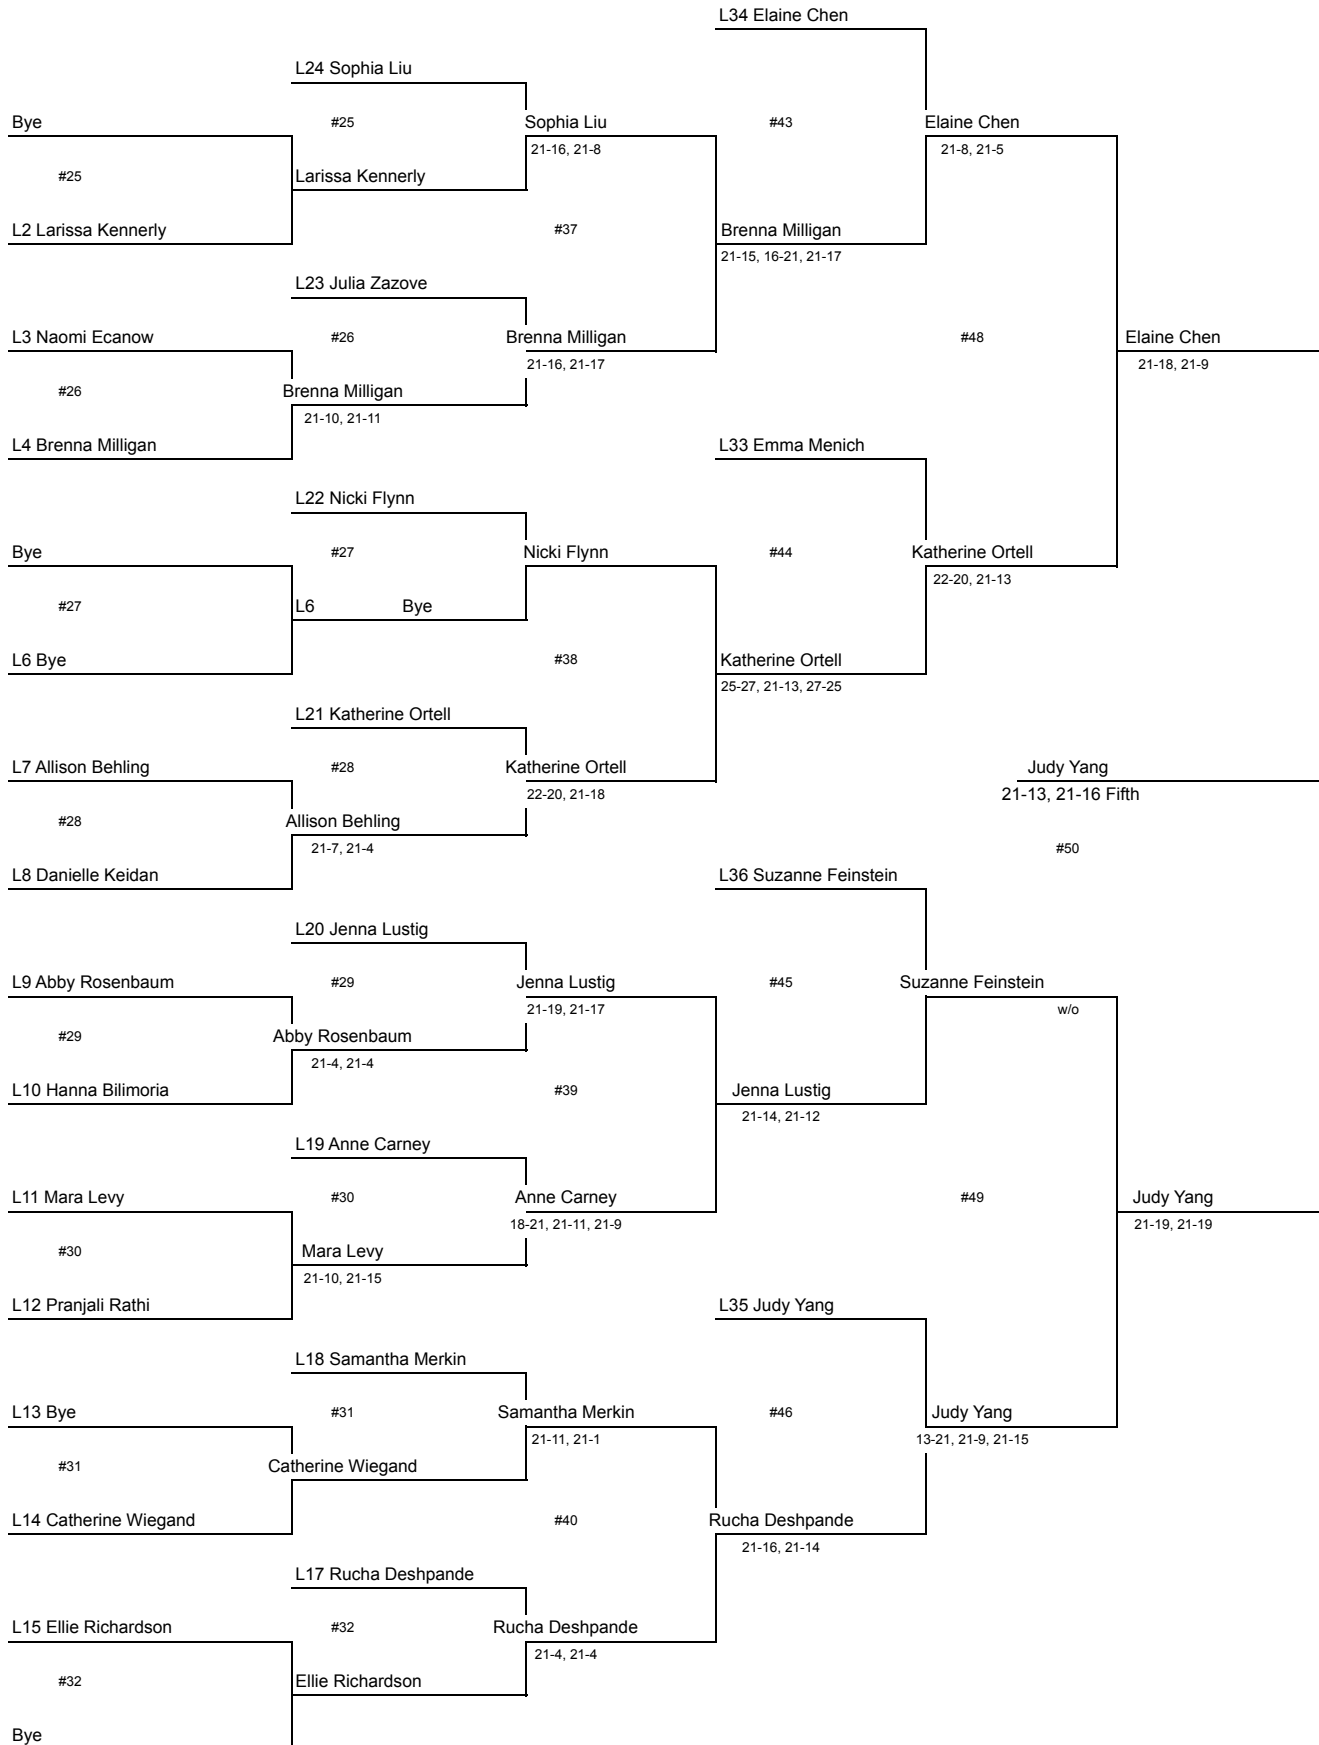 L34 Elaine Chen
L24 Sophia Liu
Bye
#25
Sophia Liu
#43
Elaine Chen
21-16, 21-8
21-8, 21-5
#25
Larissa Kennerly
L2 Larissa Kennerly
#37
Brenna Milligan
21-15, 16-21, 21-17
L23 Julia Zazove
L3 Naomi Ecanow
#26
Brenna Milligan
#48
Elaine Chen
21-16, 21-17
21-18, 21-9
#26
Brenna Milligan
21-10, 21-11
L4 Brenna Milligan
L33 Emma Menich
L22 Nicki Flynn
Bye
#27
Nicki Flynn
#44
Katherine Ortell
22-20, 21-13
#27
L6 Bye
L6 Bye
#38
Katherine Ortell
25-27, 21-13, 27-25
L21 Katherine Ortell
L7 Allison Behling
#28
Katherine Ortell
Judy Yang
22-20, 21-18
21-13, 21-16 Fifth
#28
Allison Behling
21-7, 21-4
#50
L8 Danielle Keidan
L36 Suzanne Feinstein
L20 Jenna Lustig
L9 Abby Rosenbaum
#29
Jenna Lustig
#45
Suzanne Feinstein
21-19, 21-17
w/o
#29
Abby Rosenbaum
21-4, 21-4
L10 Hanna Bilimoria
#39
Jenna Lustig
21-14, 21-12
L19 Anne Carney
L11 Mara Levy
#30
Anne Carney
#49
Judy Yang
18-21, 21-11, 21-9
21-19, 21-19
#30
Mara Levy
21-10, 21-15
L12 Pranjali Rathi
L35 Judy Yang
L18 Samantha Merkin
L13 Bye
#31
Samantha Merkin
#46
Judy Yang
21-11, 21-1
13-21, 21-9, 21-15
#31
Catherine Wiegand
L14 Catherine Wiegand
#40
Rucha Deshpande
21-16, 21-14
L17 Rucha Deshpande
L15 Ellie Richardson
#32
Rucha Deshpande
21-4, 21-4
#32
Ellie Richardson
Bye